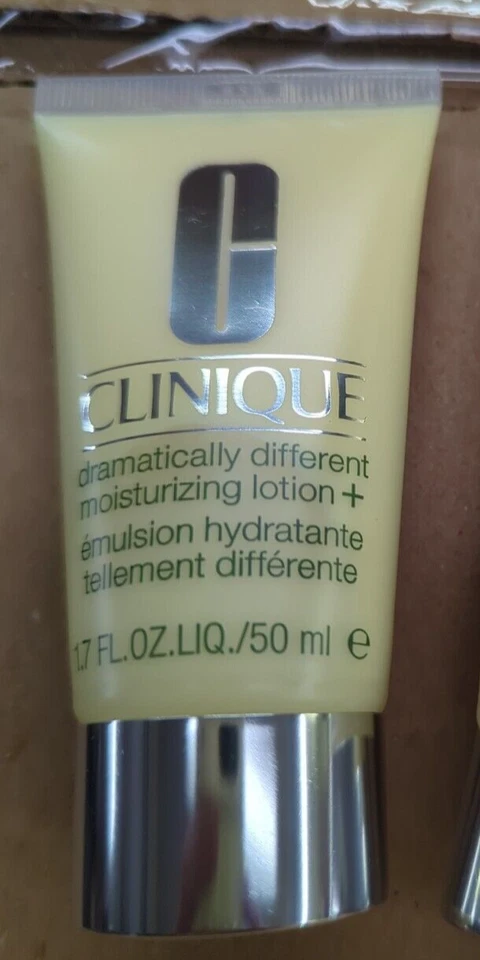 C
CLINIQUE
dramatically different
moisturizing lotion +
émulsion hydratante
tellement différente
1.7 FL.OZ.LIQ./50 ml e